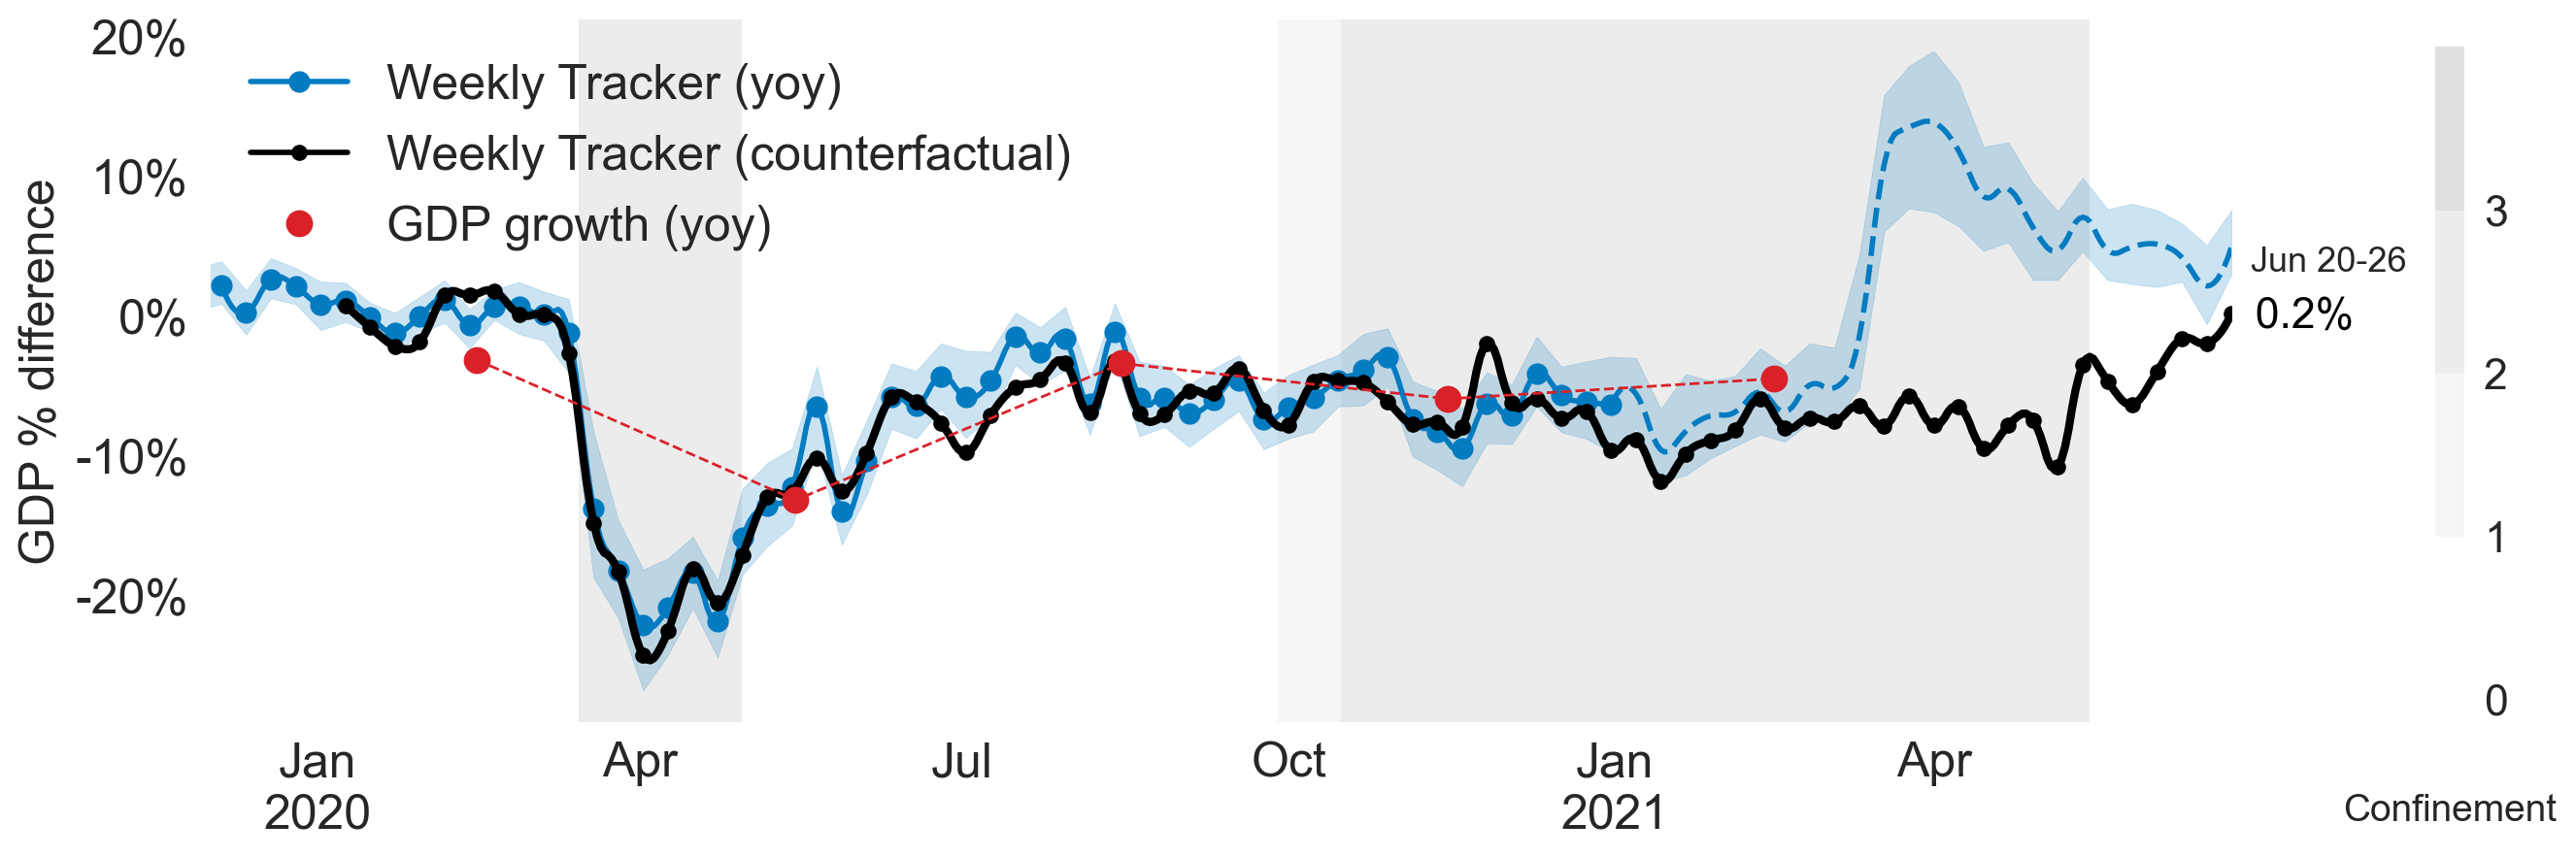 20%
10%
0%
-10%
-20%
GDP % difference
Weekly Tracker (yoy)
Weekly Tracker (counterfactual)
GDP growth (yoy)
Jun 20-26
0.2%
3
2
1
0
Jan
2020
Apr
Jul
Oct
Jan
2021
Apr
Confinement